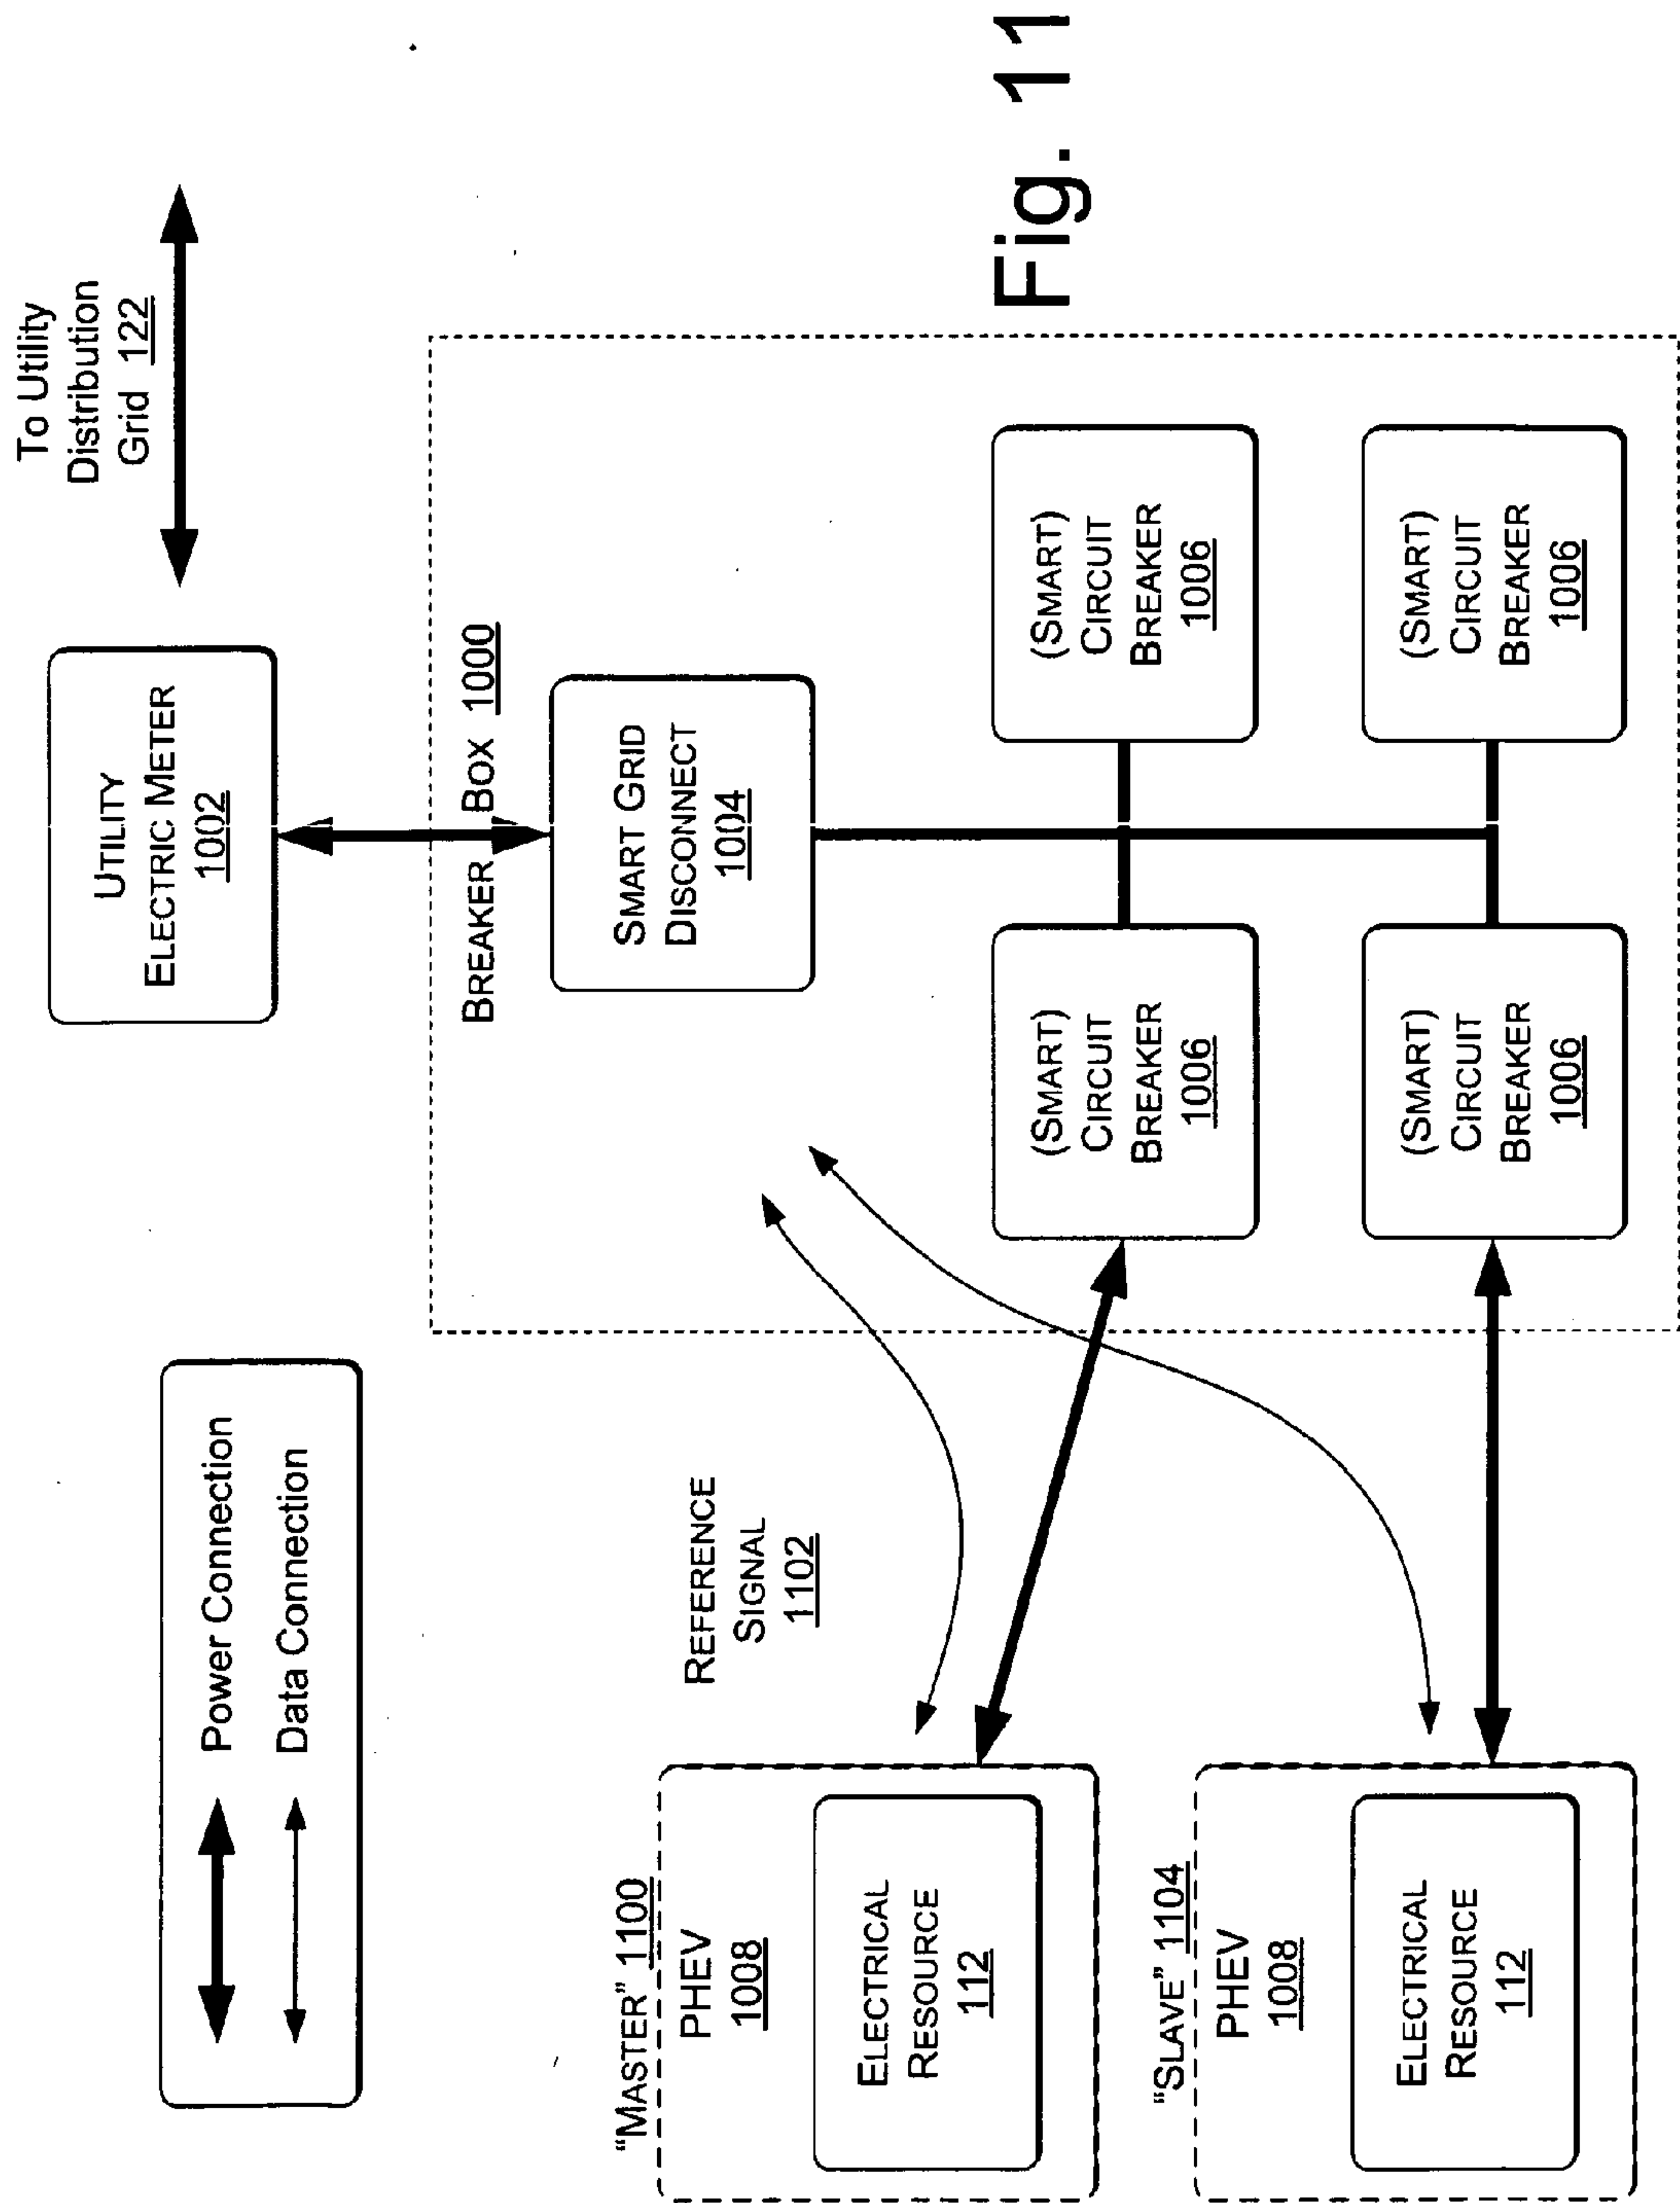 Power Connection
Data Connection
To Utility
Distribution
Grid 122
UTILITY
ELECTRIC METER
1002
BREAKER BOX 1000
SMART GRID
DISCONNECT
1004
REFERENCE
SIGNAL
1102
"MASTER" 1100
PHEV
1008
ELECTRICAL
RESOURCE
112
(SMART)
CIRCUIT
BREAKER
1006
(SMART)
CIRCUIT
BREAKER
1006
"SLAVE" 1104
PHEV
1008
ELECTRICAL
RESOURCE
112
(SMART)
CIRCUIT
BREAKER
1006
(SMART)
CIRCUIT
BREAKER
1006
Fig. 11